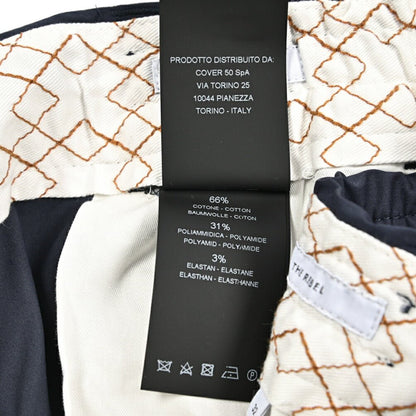 PRODOTTO DISTRIBUITO DA:
COVER 50 SpA
VIA TORINO 25
10044 PIANEZZA
TORINO - ITALY
66%
COTONE - COTTON
BAUMWOLLE - COTTON
31%
POLIAMMIDICA - POLYAMIDE
POLYAMID - POLYAMIDE
3%
ELASTAN - ELASTANE
ELASTHAN - ELASTHANNE
P